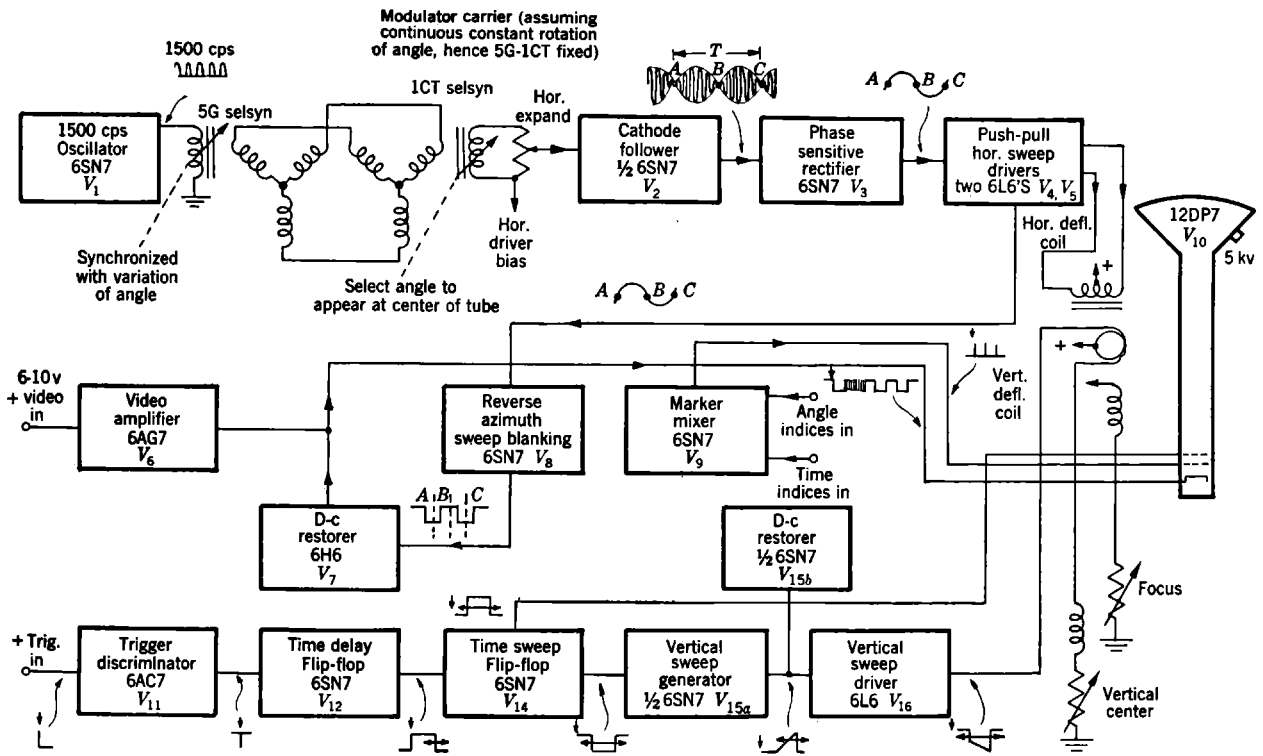 Modulator carrier (assuming
continuous constant rotation
of angle, hence 5G-1CT fixed)
1500 cps
5G selsyn
1CT selsyn
Hor.
expand
T
A B C
A B C
1500 cps
Oscillator
6SN7
V1
Cathode
follower
½ 6SN7
V2
Phase
sensitive
rectifier
6SN7 V3
Push-pull
hor. sweep
drivers
two 6L6'S V4, V5
Hor. defl.
coil
12DP7
V10
5 kv
Synchronized
with variation
of angle
Select angle to
appear at center of tube
Hor.
driver
bias
A B C
+
+
Vert.
defl.
coil
6-10 v
+ video
in
Video
amplifier
6AG7
V6
Reverse
azimuth
sweep blanking
6SN7 V8
Marker
mixer
6SN7
V9
Angle
indices in
Time
indices in
A B C
D-c
restorer
6H6
V7
D-c
restorer
½ 6SN7
V15b
Focus
+ Trig.
in
Trigger
discriminator
6AC7
V11
Time delay
Flip-flop
6SN7
V12
Time sweep
Flip-flop
6SN7
V14
Vertical
sweep
generator
½ 6SN7 V15a
Vertical
sweep
driver
6L6 V16
Vertical
center